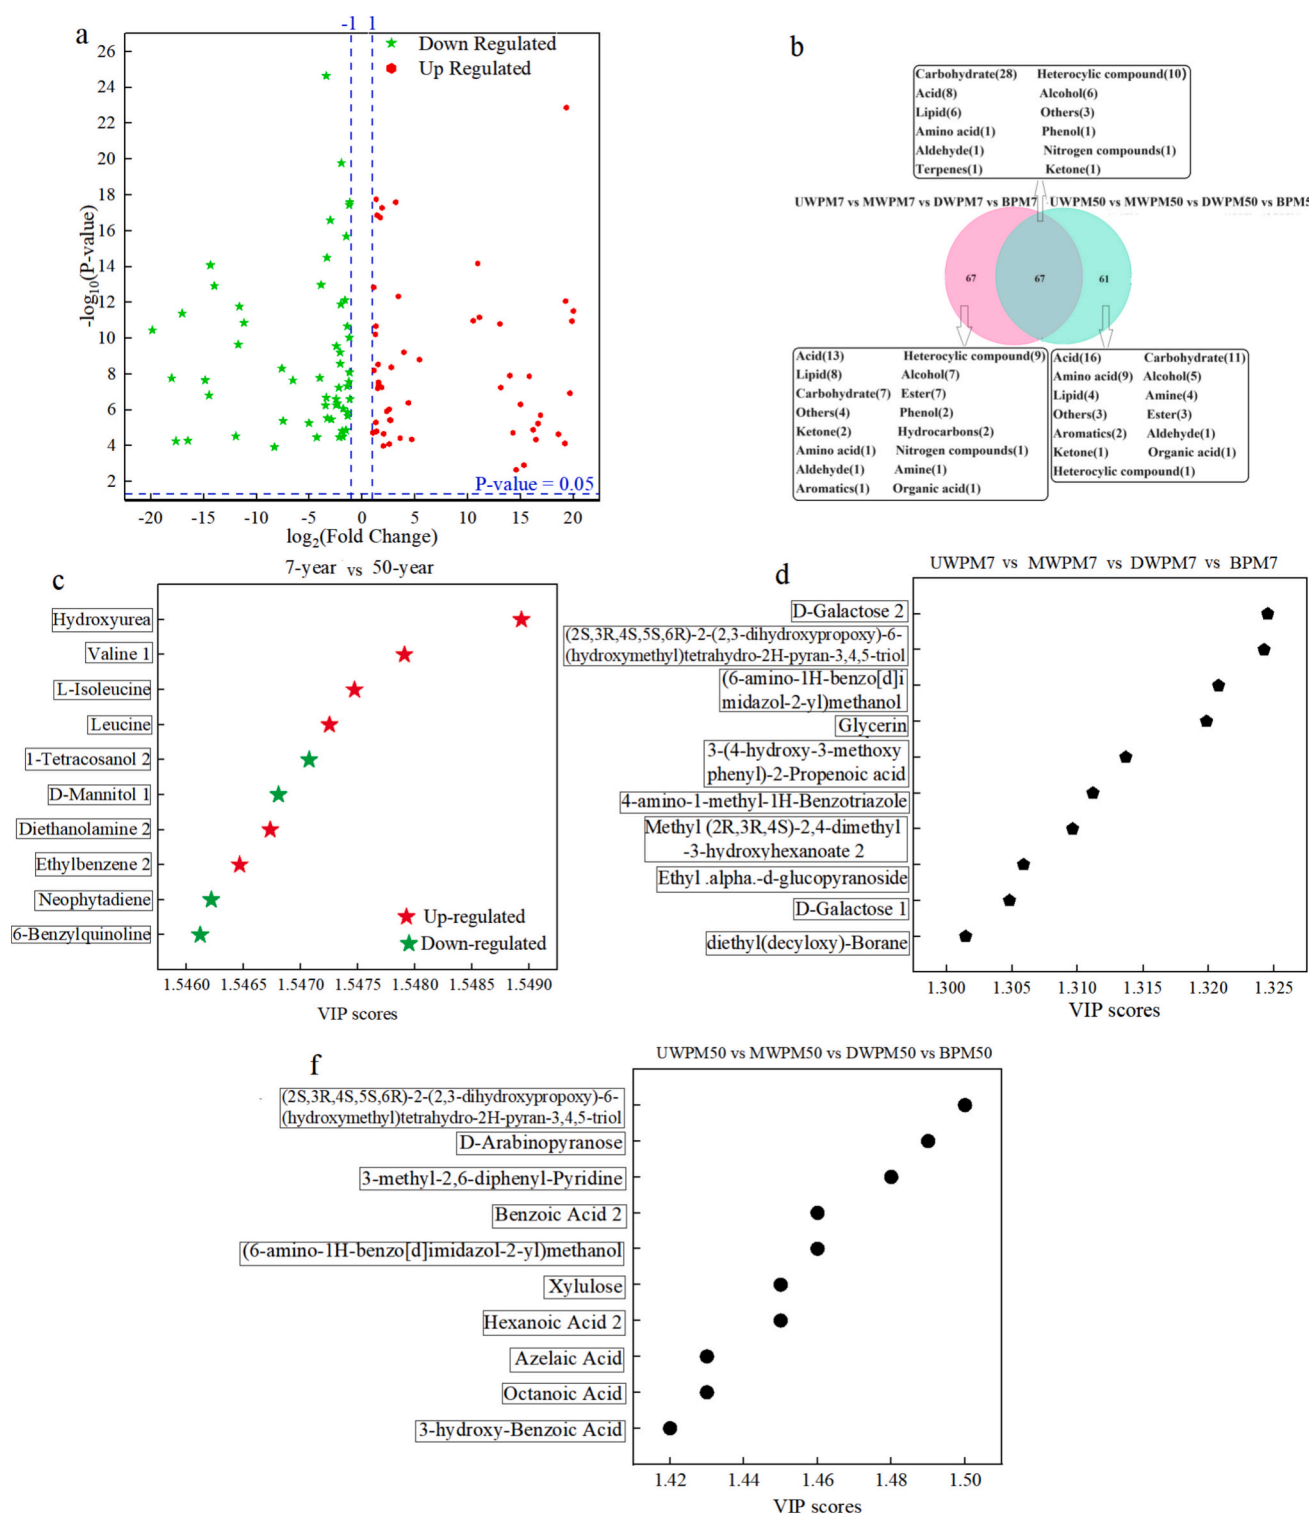 a
-1 1
Down Regulated
Up Regulated
26
24
22
20
18
16
14
12
10
8
6
4
2
-log10(P-value)
P-value = 0.05
-20 -15 -10 -5 0 5 10 15 20
log2(Fold Change)
b
Carbohydrate(28) Heterocylic compound(10)
Acid(8) Alcohol(6)
Lipid(6) Others(3)
Amino acid(1) Phenol(1)
Aldehyde(1) Nitrogen compounds(1)
Terpenes(1) Ketone(1)
UWPM7 vs MWPM7 vs DWPM7 vs BPM7 UWPM50 vs MWPM50 vs DWPM50 vs BPM5
67 67 61
Acid(13) Heterocylic compound(9)
Lipid(8) Alcohol(7)
Carbohydrate(7) Ester(7)
Others(4) Phenol(2)
Ketone(2) Hydrocarbons(2)
Amino acid(1) Nitrogen compounds(1)
Aldehyde(1) Amine(1)
Aromatics(1) Organic acid(1)
Acid(16) Carbohydrate(11)
Amino acid(9) Alcohol(5)
Lipid(4) Amine(4)
Others(3) Ester(3)
Aromatics(2) Aldehyde(1)
Ketone(1) Organic acid(1)
Heterocylic compound(1)
c
7-year vs 50-year
Hydroxyurea
Valine 1
L-Isoleucine
Leucine
1-Tetracosanol 2
D-Mannitol 1
Diethanolamine 2
Ethylbenzene 2
Neophytadiene
6-Benzylquinoline
Up-regulated
Down-regulated
1.5460 1.5465 1.5470 1.5475 1.5480 1.5485 1.5490
VIP scores
d
UWPM7 vs MWPM7 vs DWPM7 vs BPM7
D-Galactose 2
(2S,3R,4S,5S,6R)-2-(2,3-dihydroxypropoxy)-6-
(hydroxymethyl)tetrahydro-2H-pyran-3,4,5-triol
(6-amino-1H-benzo[d]i
midazol-2-yl)methanol
Glycerin
3-(4-hydroxy-3-methoxy
phenyl)-2-Propenoic acid
4-amino-1-methyl-1H-Benzotriazole
Methyl (2R,3R,4S)-2,4-dimethyl
-3-hydroxyhexanoate 2
Ethyl .alpha.-d-glucopyranoside
D-Galactose 1
diethyl(decyloxy)-Borane
1.300 1.305 1.310 1.315 1.320 1.325
VIP scores
f
UWPM50 vs MWPM50 vs DWPM50 vs BPM50
(2S,3R,4S,5S,6R)-2-(2,3-dihydroxypropoxy)-6-
(hydroxymethyl)tetrahydro-2H-pyran-3,4,5-triol
D-Arabinopyranose
3-methyl-2,6-diphenyl-Pyridine
Benzoic Acid 2
(6-amino-1H-benzo[d]imidazol-2-yl)methanol
Xylulose
Hexanoic Acid 2
Azelaic Acid
Octanoic Acid
3-hydroxy-Benzoic Acid
1.42 1.44 1.46 1.48 1.50
VIP scores